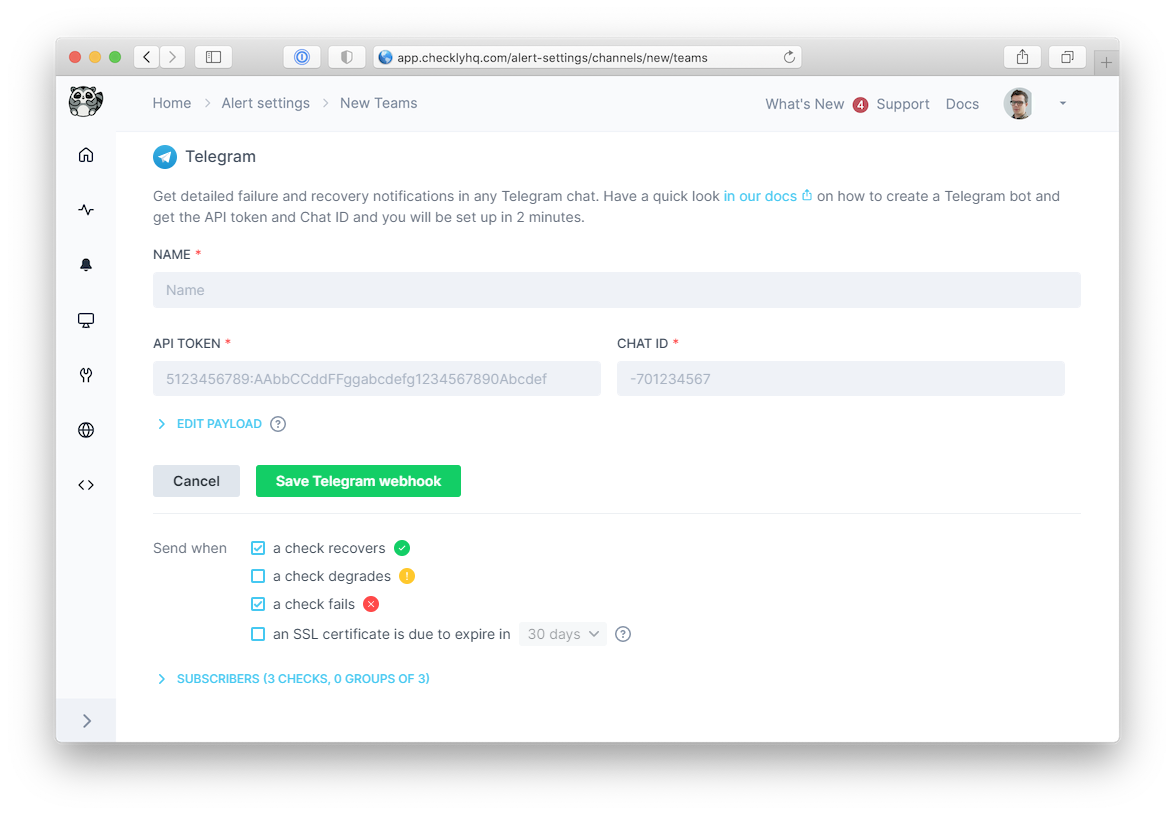 app.checklyhq.com/alert-settings/channels/new/teams
Home Alert settings New Teams What's New 4 Support Docs
Telegram
Get detailed failure and recovery notifications in any Telegram chat. Have a quick look in our docs on how to create a Telegram bot and
get the API token and Chat ID and you will be set up in 2 minutes.
NAME *
Name
API TOKEN * CHAT ID *
5123456789:AAbbCCddFFggabcdefg1234567890Abcdef -701234567
EDIT PAYLOAD ?
Cancel Save Telegram webhook
Send when a check recovers
a check degrades !
a check fails
an SSL certificate is due to expire in 30 days ?
SUBSCRIBERS (3 CHECKS, 0 GROUPS OF 3)